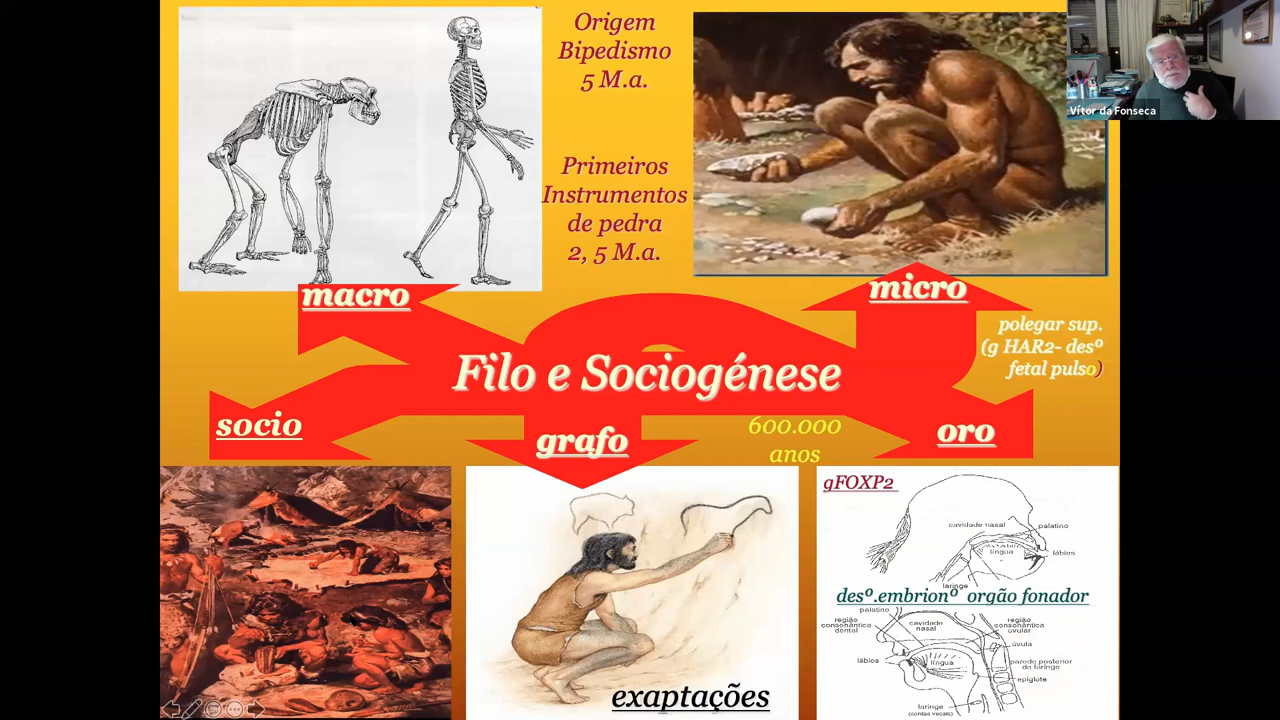 Origem
Bipedismo
5 M.a.
Primeiros
Instrumentos
de pedra
2, 5 M.a.
Vítor da Fonseca
macro
micro
polegar sup.
(g HAR2- desº
fetal pulso)
Filo e Sociogénese
socio
grafo
600.000
anos
oro
exaptações
gFOXP2
cavidade nasal
palatino
língua
lábios
laringe
desº.embrionº orgão fonador
palatino
região
consonântica
dental
cavidade
nasal
região
consonântica
uvular
úvula
lábios
língua
parede posterior
da faringe
epiglote
laringe
(cordas vocais)